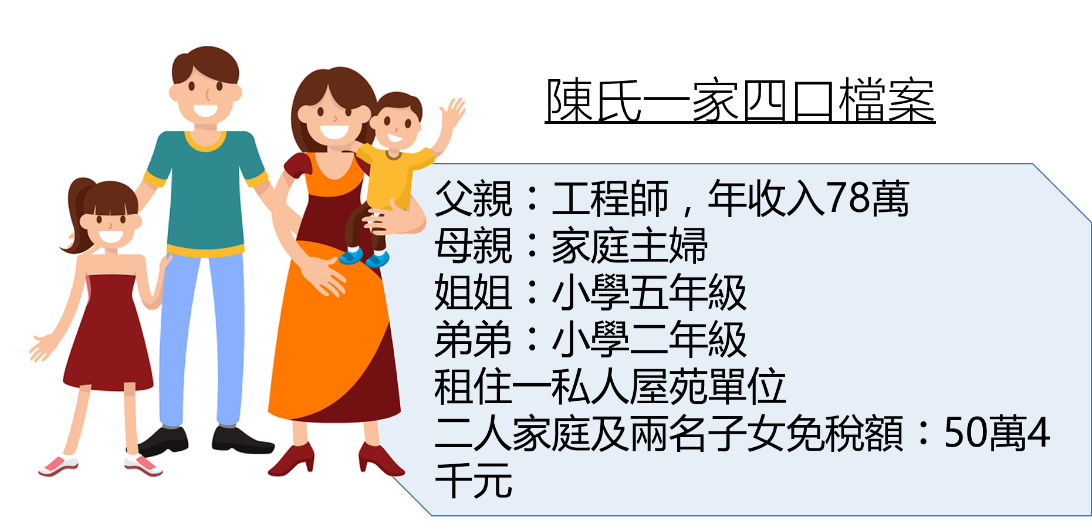 陳氏一家四口檔案
父親：工程師，年收入78萬
母親：家庭主婦
姐姐：小學五年級
弟弟：小學二年級
租住一私人屋苑單位
二人家庭及兩名子女免稅額：50萬4
千元